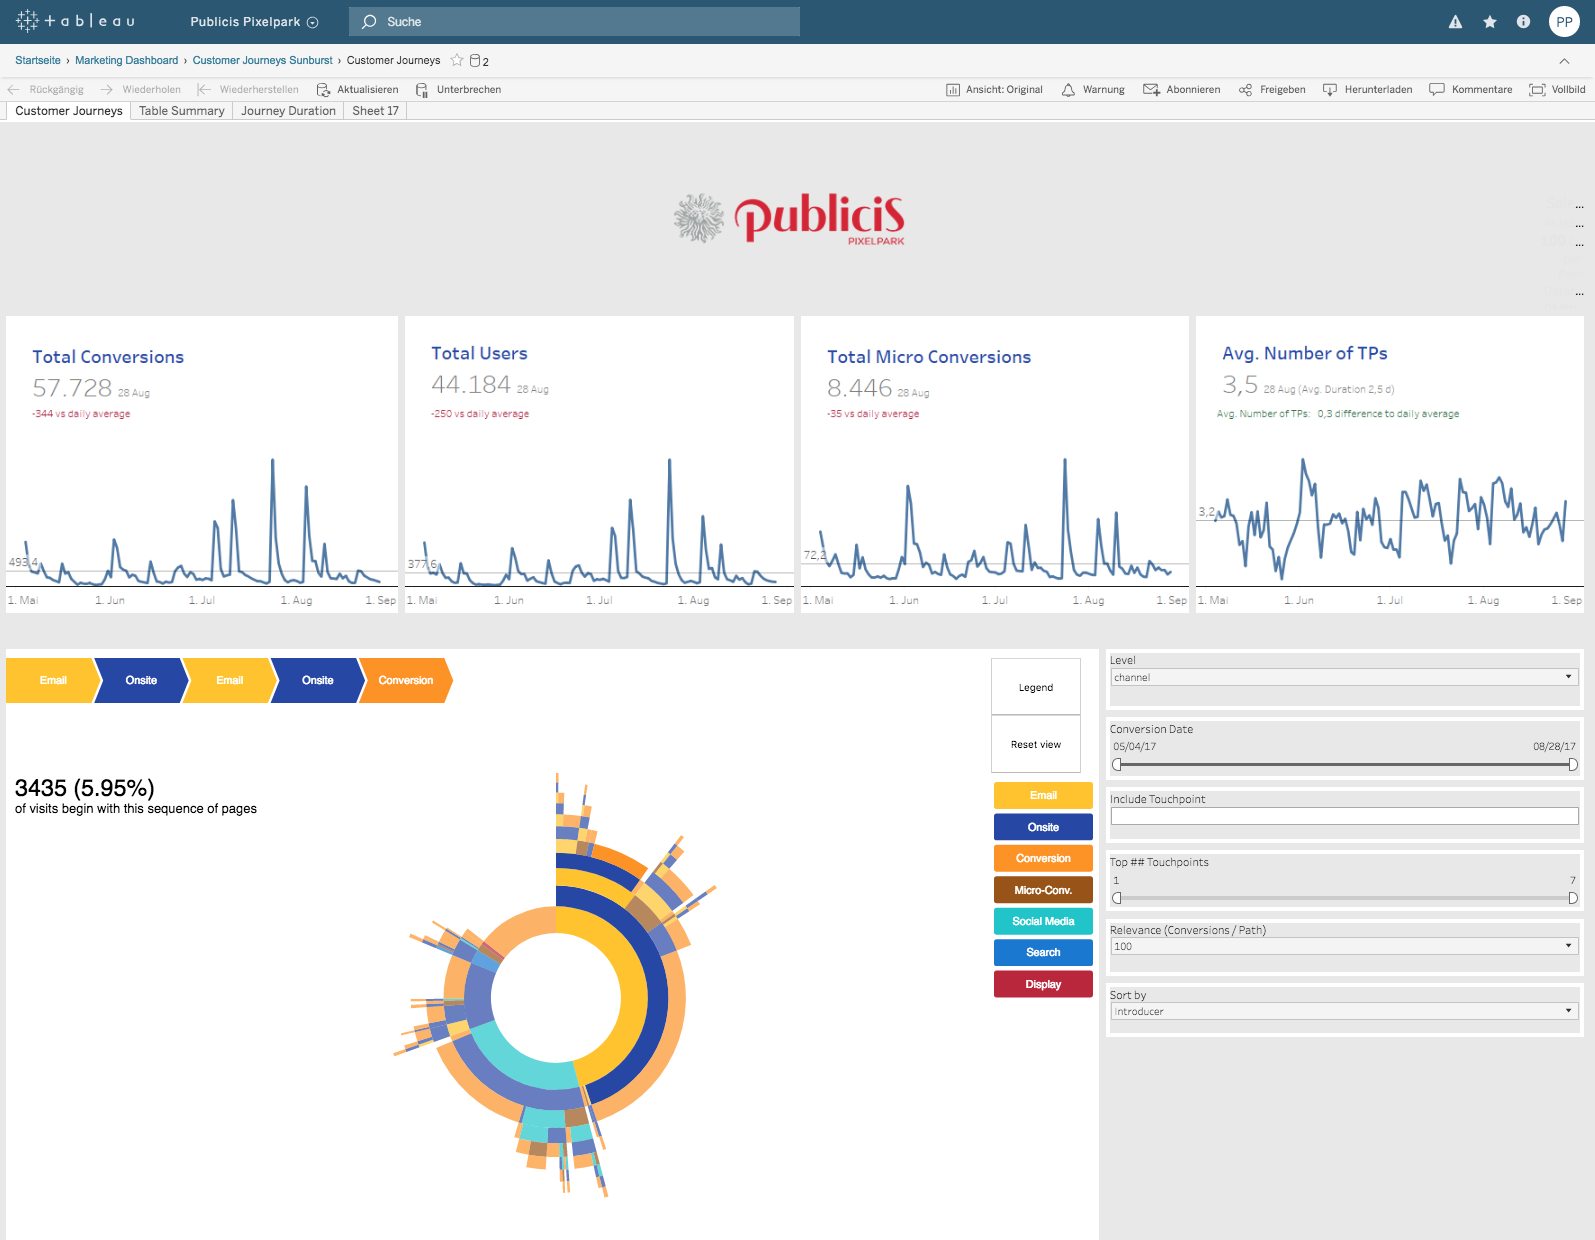 + a b l e a u
Publicis Pixelpark
Suche
PP
Startseite › Marketing Dashboard › Customer Journeys Sunburst › Customer Journeys 2
Rückgängig Wiederholen Wiederherstellen Aktualisieren Unterbrechen Ansicht: Original Warnung Abonnieren Freigeben Herunterladen Kommentare Vollbild
Customer Journeys Table Summary Journey Duration Sheet 17
Publicis
PIXELPARK
...
...
...
...
Total Conversions
57.728 28 Aug
-344 vs daily average
493,4
1. Mai 1. Jun 1. Jul 1. Aug 1. Sep
Total Users
44.184 28 Aug
-250 vs daily average
377,6
1. Mai 1. Jun 1. Jul 1. Aug 1. Sep
Total Micro Conversions
8.446 28 Aug
-35 vs daily average
72,2
1. Mai 1. Jun 1. Jul 1. Aug 1. Sep
Avg. Number of TPs
3,5 28 Aug (Avg. Duration 2,5 d)
Avg. Number of TPs: 0,3 difference to daily average
3,2
1. Mai 1. Jun 1. Jul 1. Aug 1. Sep
Email Onsite Email Onsite Conversion
3435 (5.95%)
of visits begin with this sequence of pages
Legend
Reset view
Email
Onsite
Conversion
Micro-Conv.
Social Media
Search
Display
Level
channel
Conversion Date
05/04/17 08/28/17
Include Touchpoint
Top ## Touchpoints
1 7
Relevance (Conversions / Path)
100
Sort by
Introducer